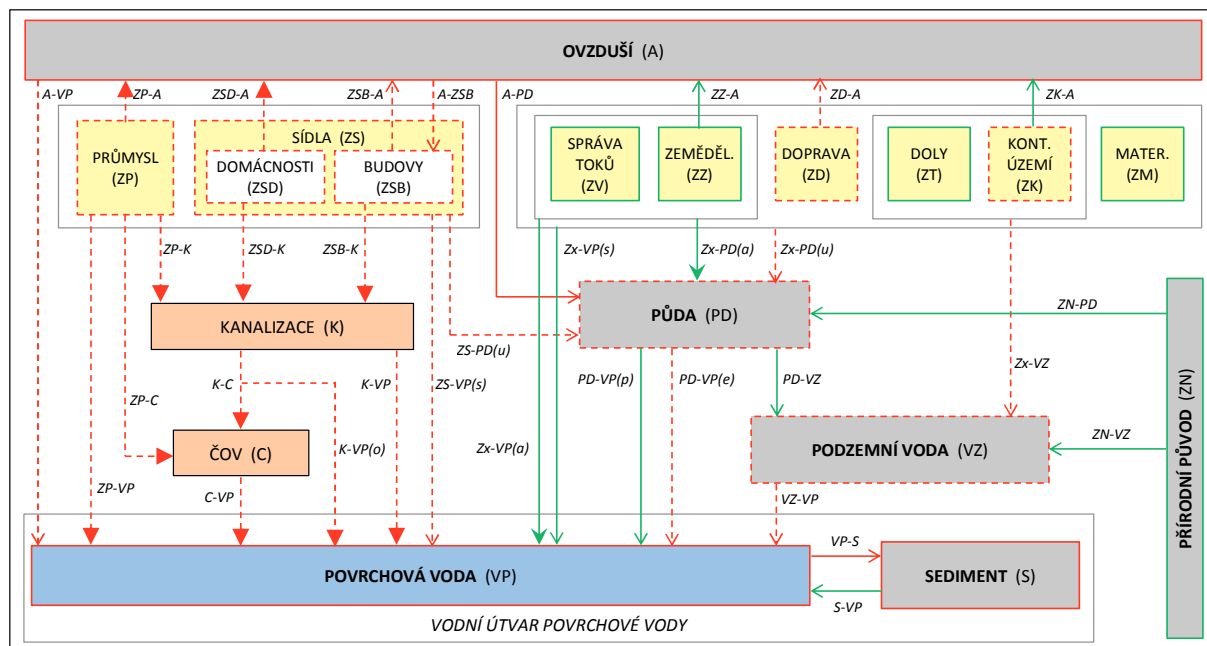 OVZDUŠÍ (A)
A-VP
ZP-A
ZSD-A
ZSB-A
A-ZSB
A-PD
ZZ-A
ZD-A
ZK-A
PRŮMYSL
(ZP)
SÍDLA (ZS)
DOMÁCNOSTI
(ZSD)
BUDOVY
(ZSB)
SPRÁVA
TOKŮ
(ZV)
ZEMĚDĚL.
(ZZ)
DOPRAVA
(ZD)
DOLY
(ZT)
KONT.
ÚZEMÍ
(ZK)
MATER.
(ZM)
ZP-K
ZSD-K
ZSB-K
Zx-VP(s)
Zx-PD(a)
Zx-PD(u)
KANALIZACE (K)
PŮDA (PD)
ZN-PD
ZS-PD(u)
K-C
K-VP
ZS-VP(s)
PD-VP(p)
PD-VP(e)
PD-VZ
Zx-VZ
ZP-C
ČOV (C)
K-VP(o)
Zx-VP(a)
PODZEMNÍ VODA (VZ)
ZN-VZ
PŘÍRODNÍ PŮVOD (ZN)
ZP-VP
C-VP
VZ-VP
POVRCHOVÁ VODA (VP)
VP-S
SEDIMENT (S)
S-VP
VODNÍ ÚTVAR POVRCHOVÉ VODY